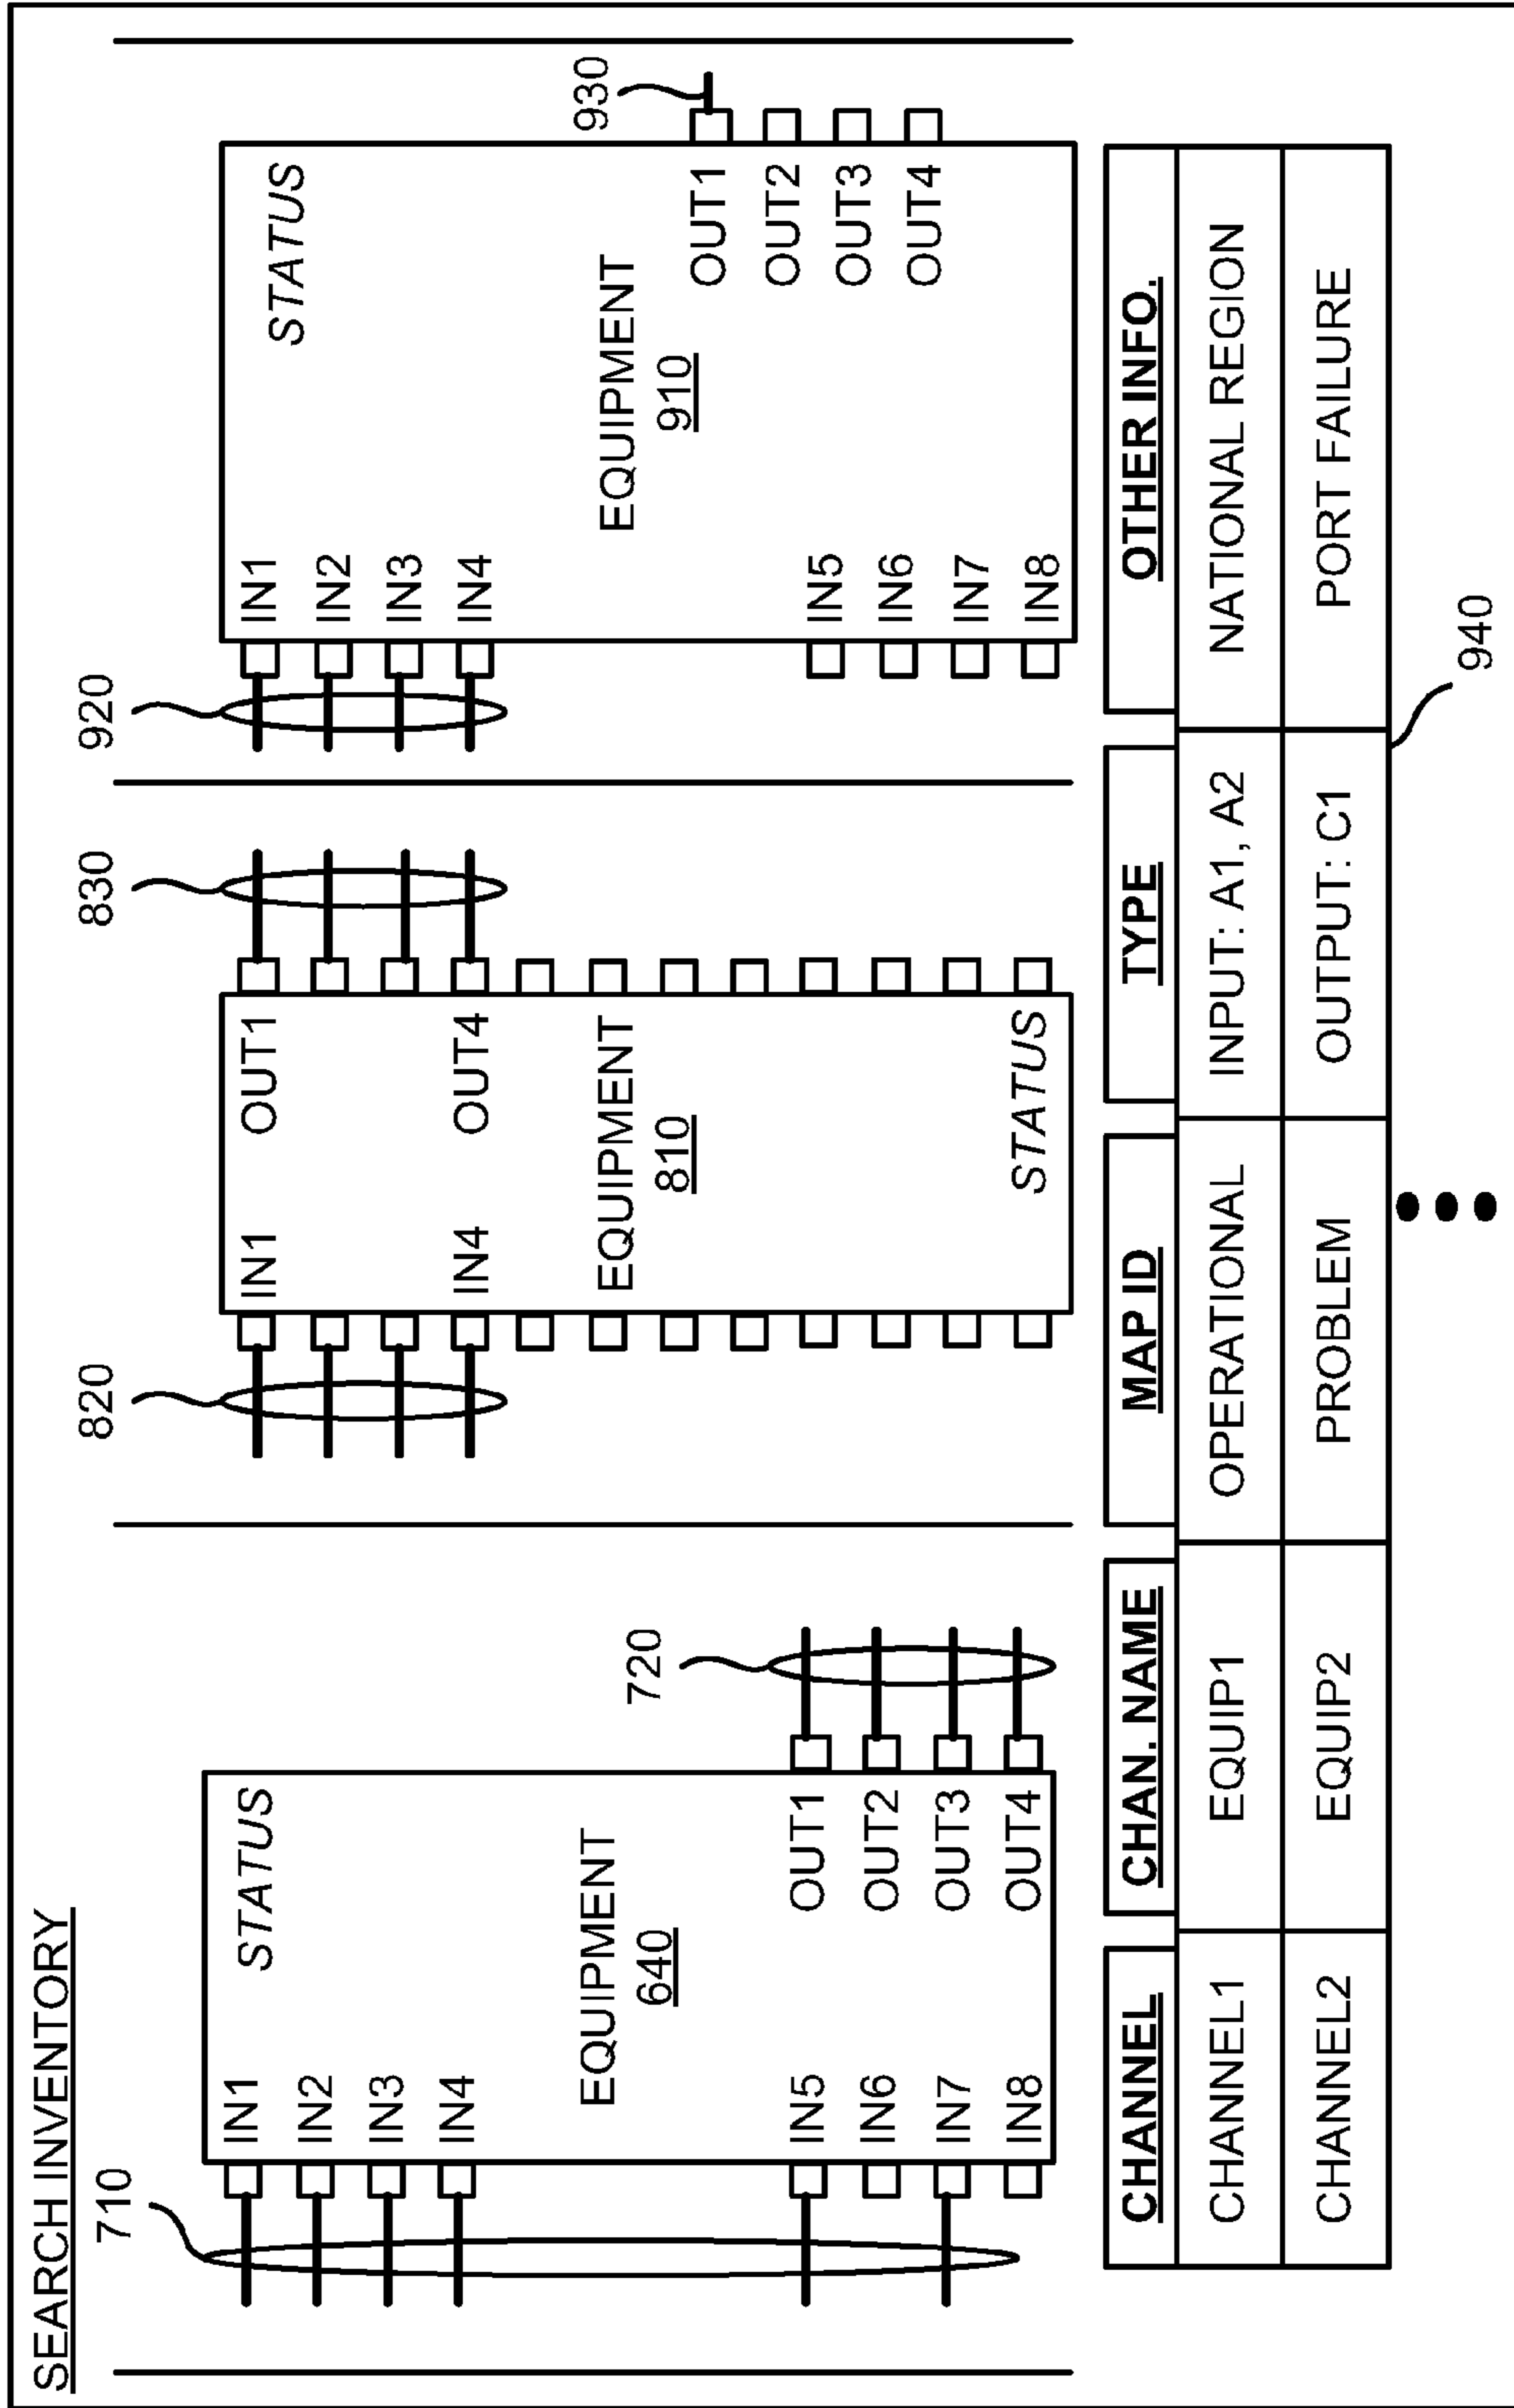 SEARCH INVENTORY
710
IN1
IN2
IN3
IN4
IN5
IN6
IN7
IN8
STATUS
EQUIPMENT
640
OUT1
OUT2
OUT3
OUT4
720
820
IN1
IN4
OUT1
OUT4
EQUIPMENT
810
STATUS
830
920
IN1
IN2
IN3
IN4
IN5
IN6
IN7
IN8
STATUS
EQUIPMENT
910
OUT1
OUT2
OUT3
OUT4
930
CHANNEL CHAN. NAME MAP ID TYPE OTHER INFO.
CHANNEL1 EQUIP1 OPERATIONAL INPUT: A1, A2 NATIONAL REGION
CHANNEL2 EQUIP2 PROBLEM OUTPUT: C1 PORT FAILURE
940